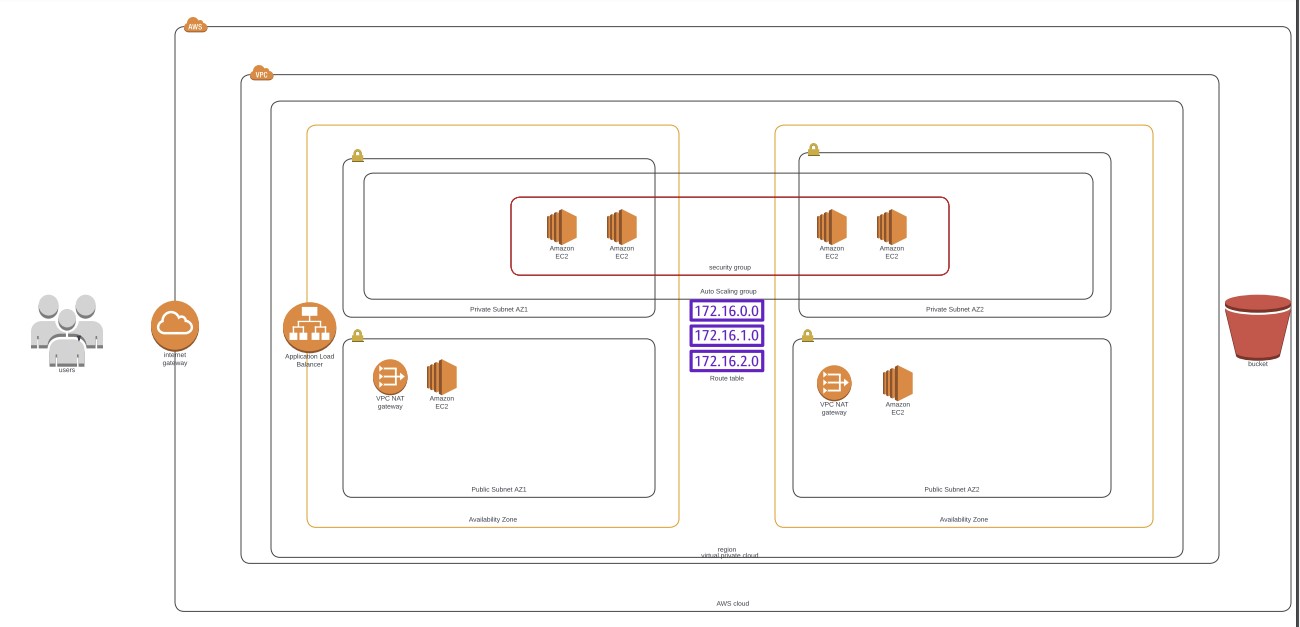 AWS
VPC
Amazon
EC2
Amazon
EC2
Amazon
EC2
Amazon
EC2
security group
Auto Scaling group
Private Subnet AZ1
Private Subnet AZ2
172.16.0.0
172.16.1.0
172.16.2.0
Route table
users
internet
gateway
Application Load
Balancer
bucket
VPC NAT
gateway
Amazon
EC2
VPC NAT
gateway
Amazon
EC2
Public Subnet AZ1
Public Subnet AZ2
Availability Zone
Availability Zone
region
virtual private cloud
AWS cloud